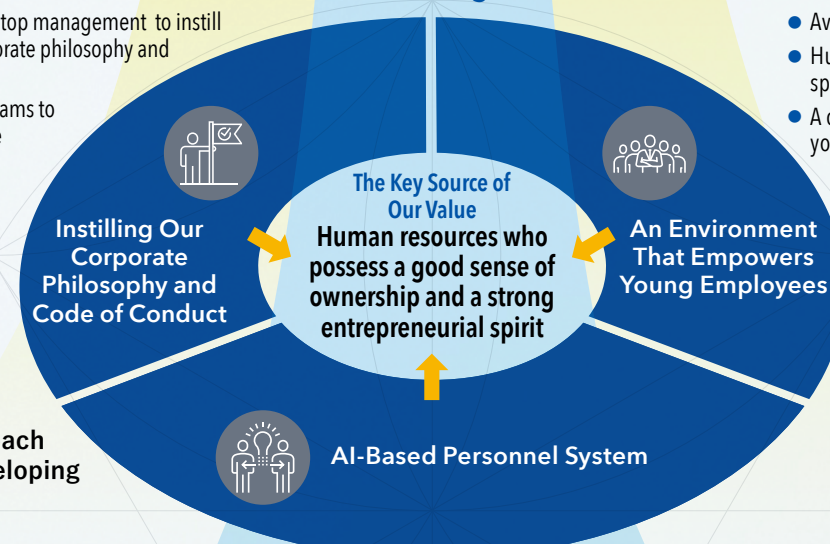 top management to instill
orate philosophy and
ams to
Av
Hu
sp
A c
yo
The Key Source of
Our Value
Human resources who
possess a good sense of
ownership and a strong
entrepreneurial spirit
Instilling Our
Corporate
Philosophy and
Code of Conduct
An Environment
That Empowers
Young Employees
ach
eloping
AI-Based Personnel System